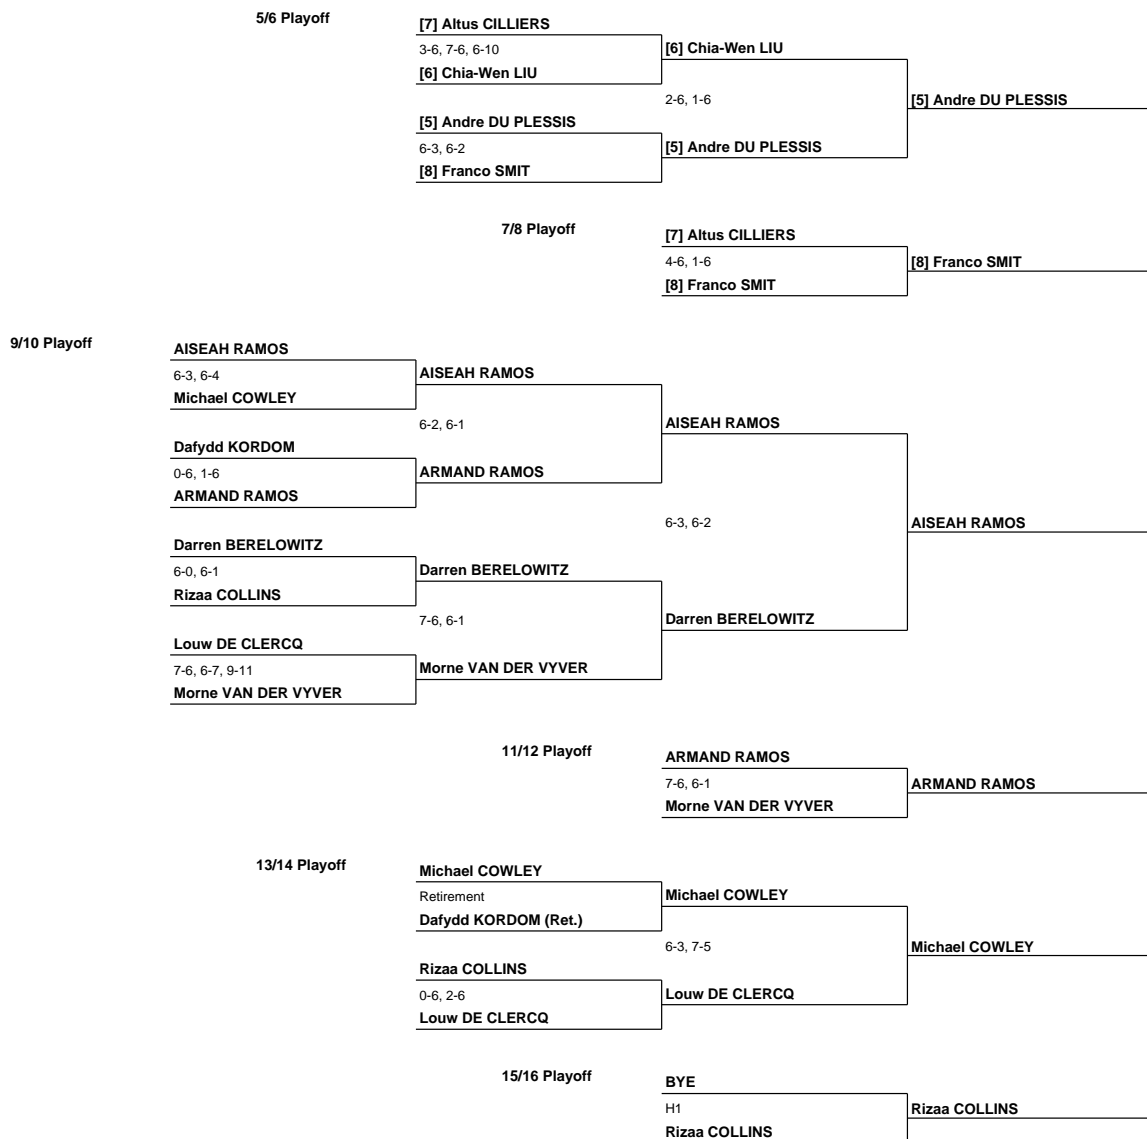 5/6 Playoff
[7] Altus CILLIERS
3-6, 7-6, 6-10
[6] Chia-Wen LIU
[6] Chia-Wen LIU
2-6, 1-6
[5] Andre DU PLESSIS
[5] Andre DU PLESSIS
6-3, 6-2
[5] Andre DU PLESSIS
[8] Franco SMIT
7/8 Playoff
[7] Altus CILLIERS
4-6, 1-6
[8] Franco SMIT
[8] Franco SMIT
9/10 Playoff
AISEAH RAMOS
6-3, 6-4
AISEAH RAMOS
Michael COWLEY
6-2, 6-1
AISEAH RAMOS
Dafydd KORDOM
0-6, 1-6
ARMAND RAMOS
ARMAND RAMOS
6-3, 6-2
AISEAH RAMOS
Darren BERELOWITZ
6-0, 6-1
Darren BERELOWITZ
Rizaa COLLINS
7-6, 6-1
Darren BERELOWITZ
Louw DE CLERCQ
7-6, 6-7, 9-11
Morne VAN DER VYVER
Morne VAN DER VYVER
11/12 Playoff
ARMAND RAMOS
7-6, 6-1
ARMAND RAMOS
Morne VAN DER VYVER
13/14 Playoff
Michael COWLEY
Retirement
Michael COWLEY
Dafydd KORDOM (Ret.)
6-3, 7-5
Michael COWLEY
Rizaa COLLINS
0-6, 2-6
Louw DE CLERCQ
Louw DE CLERCQ
15/16 Playoff
BYE
H1
Rizaa COLLINS
Rizaa COLLINS